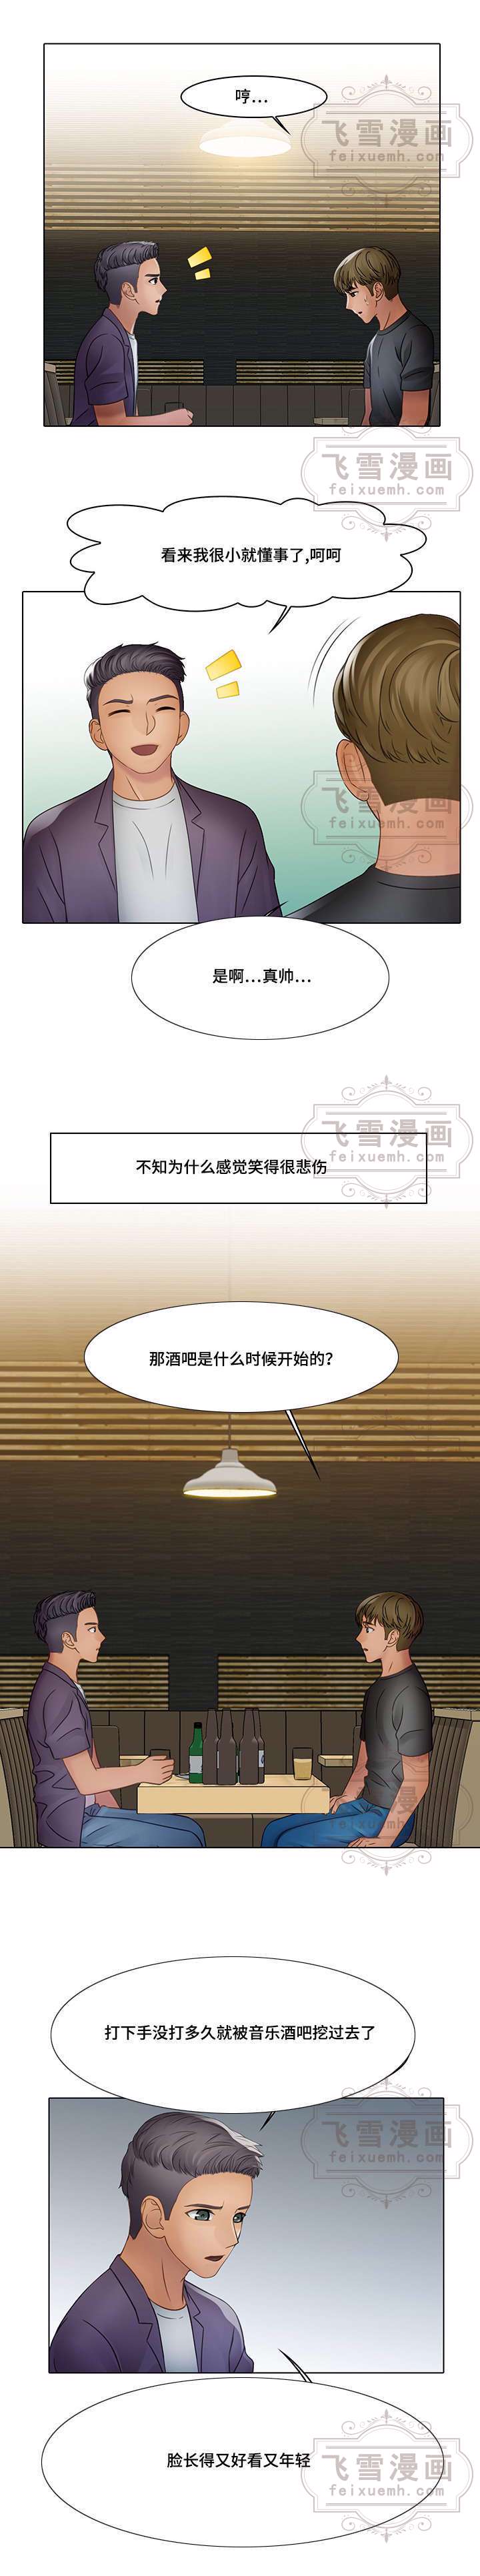 哼...
飞雪漫画
feixuemh.com
飞雪漫画
feixuemh.com
看来我很小就懂事了,呵呵
飞雪漫画
feixuemh.com
是啊...真帅...
飞雪漫画
feixuemh.com
不知为什么感觉笑得很悲伤
那酒吧是什么时候开始的?
飞雪漫画
feixuemh.com
打下手没打多久就被音乐酒吧挖过去了
飞雪漫画
feixuemh.com
脸长得又好看又年轻
飞雪漫画
feixuemh.com